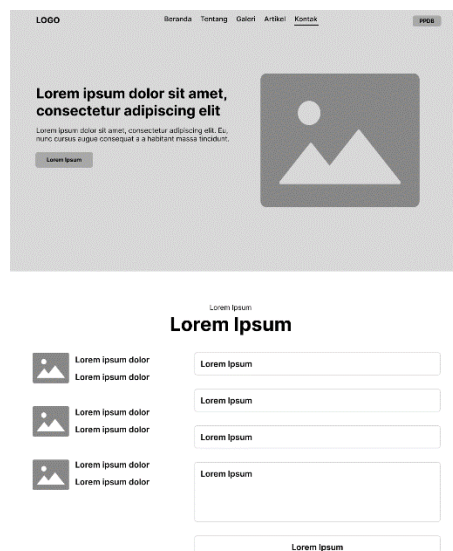 LOGO
Beranda Tentang Galeri Artikel Kontak
PPDB
Lorem ipsum dolor sit amet,
consectetur adipiscing elit
Lorem ipsum dolor sit amet, consectetur adipiscing elit. Eu,
nunc cursus augue consequat a a habitant massa tincidunt.
Lorem Ipsum
Lorem Ipsum
Lorem Ipsum
Lorem ipsum dolor
Lorem ipsum dolor
Lorem ipsum dolor
Lorem ipsum dolor
Lorem ipsum dolor
Lorem ipsum dolor
Lorem Ipsum
Lorem Ipsum
Lorem Ipsum
Lorem Ipsum
Lorem Ipsum